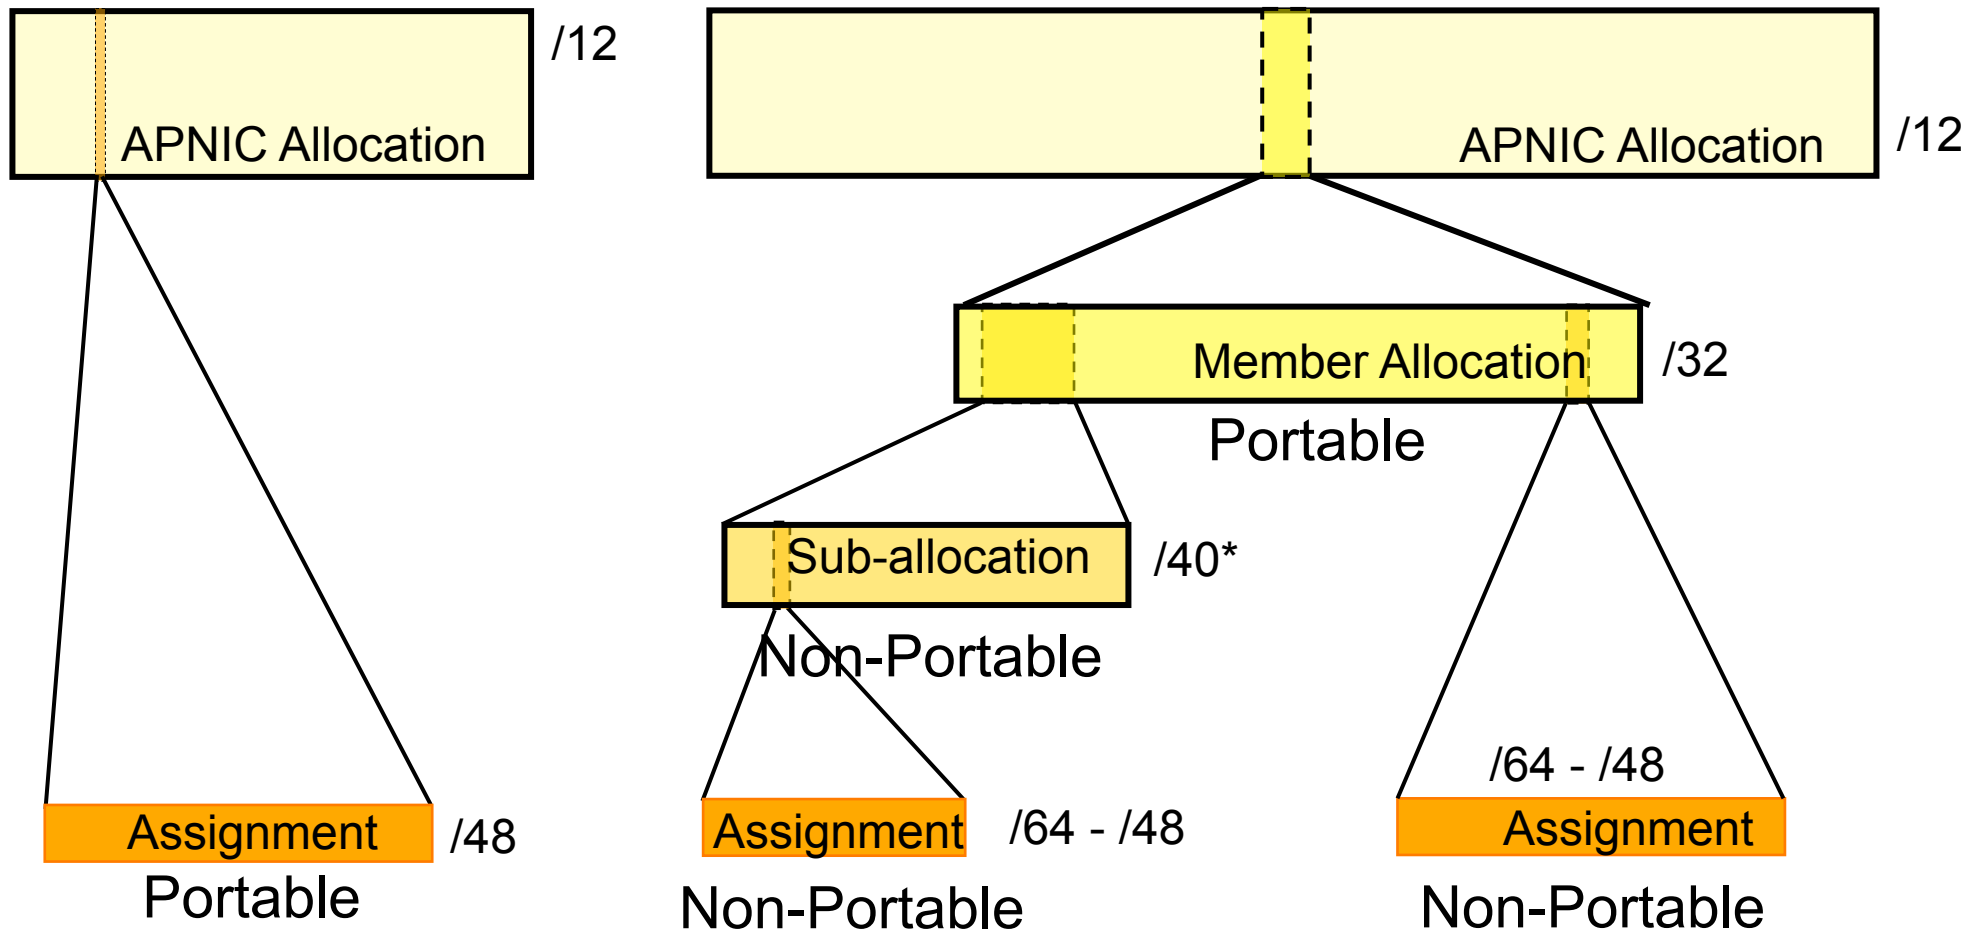 /12
APNIC Allocation
APNIC Allocation
/12
Member Allocation
/32
Portable
Sub-allocation
/40*
Non-Portable
/64 - /48
Assignment
/48
Portable
Assignment
/64 - /48
Non-Portable
Assignment
Non-Portable